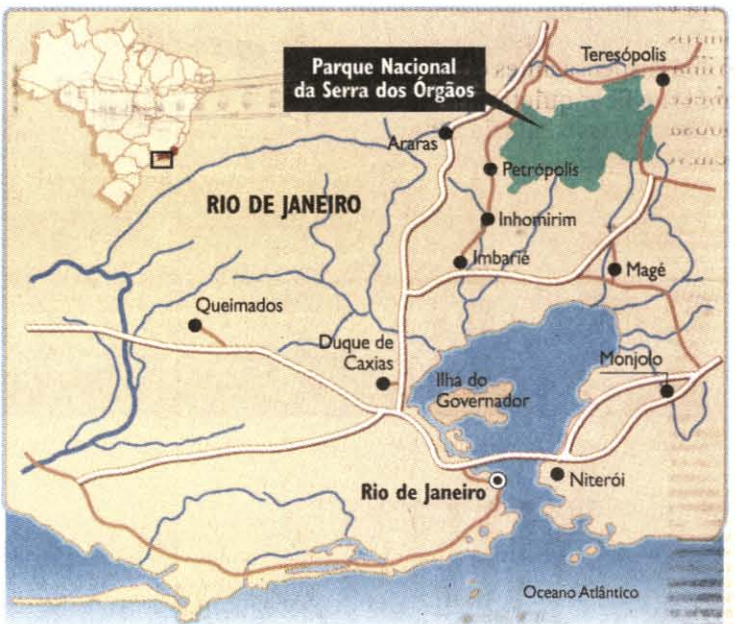 Teresópolis
Parque Nacional
da Serra dos Órgãos
Araras
Petrópolis
RIO DE JANEIRO
Inhomirim
Imbariê
Magé
Queimados
Duque de
Caxias
Monjolo
Ilha do
Governador
Rio de Janeiro
Niterói
Oceano Atlântico